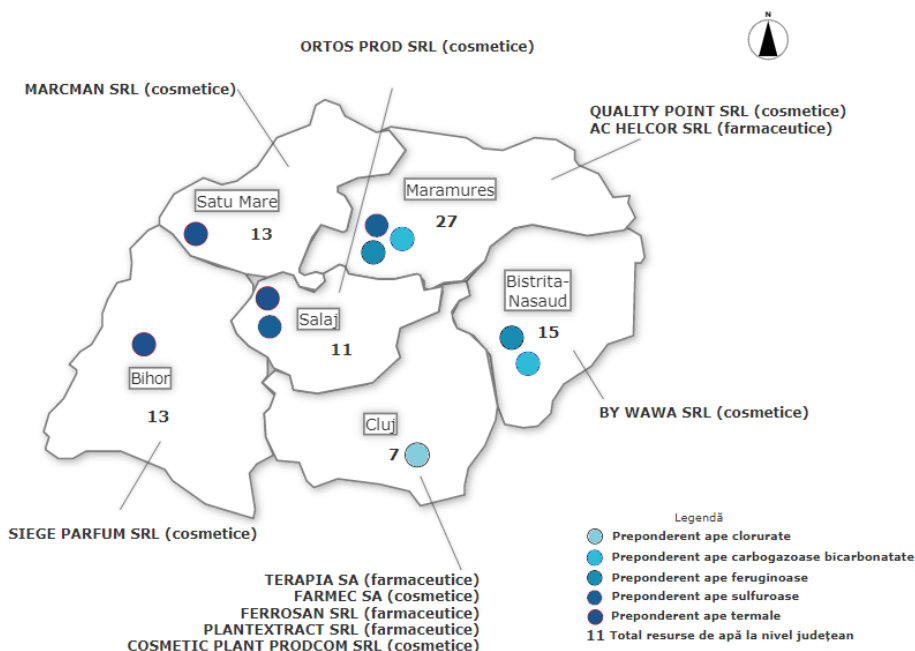 ORTOS PROD SRL (cosmetice)
N
MARCMAN SRL (cosmetice)
QUALITY POINT SRL (cosmetice)
AC HELCOR SRL (farmaceutice)
Satu Mare
13
Maramures
27
Bistrita-
Nasaud
15
Salaj
11
Bihor
13
BY WAWA SRL (cosmetice)
Cluj
7
SIEGE PARFUM SRL (cosmetice)
TERAPIA SA (farmaceutice)
FARMEC SA (cosmetice)
FERROSAN SRL (farmaceutice)
PLANTEXTRACT SRL (farmaceutice)
COSMETIC PLANT PRODCOM SRL (cosmetice)
Legendă
Preponderent ape clorurate
Preponderent ape carbogazoase bicarbonatate
Preponderent ape feruginoase
Preponderent ape sulfuroase
Preponderent ape termale
11 Total resurse de apă la nivel județean